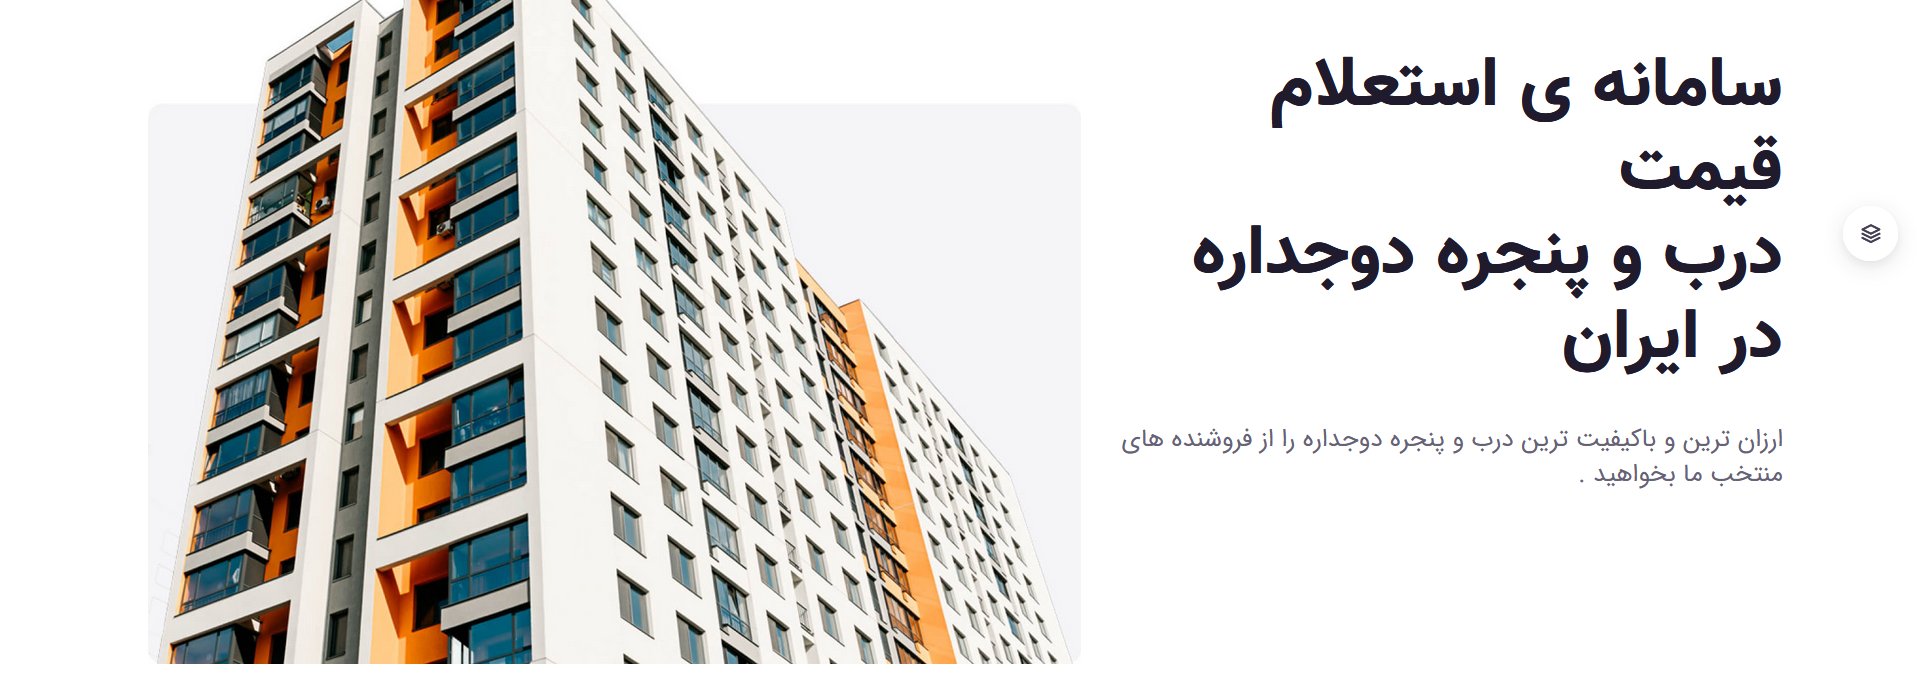 سامانه ی استعلام
قیمت
درب و پنجره دوجداره
در ایران
ارزان ترین و باکیفیت ترین درب و پنجره دوجداره را از فروشنده های
منتخب ما بخواهید .